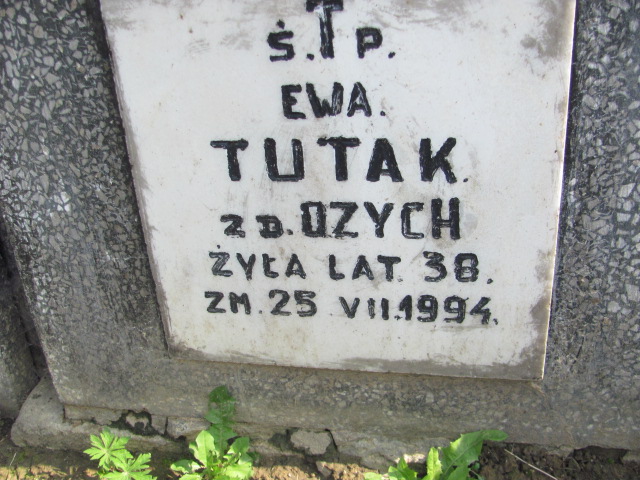 Ś.†P.
EWA.
TUTAK.
Z D. OZYCH
ŻYŁA LAT. 38.
ZM. 25 VII.1994.